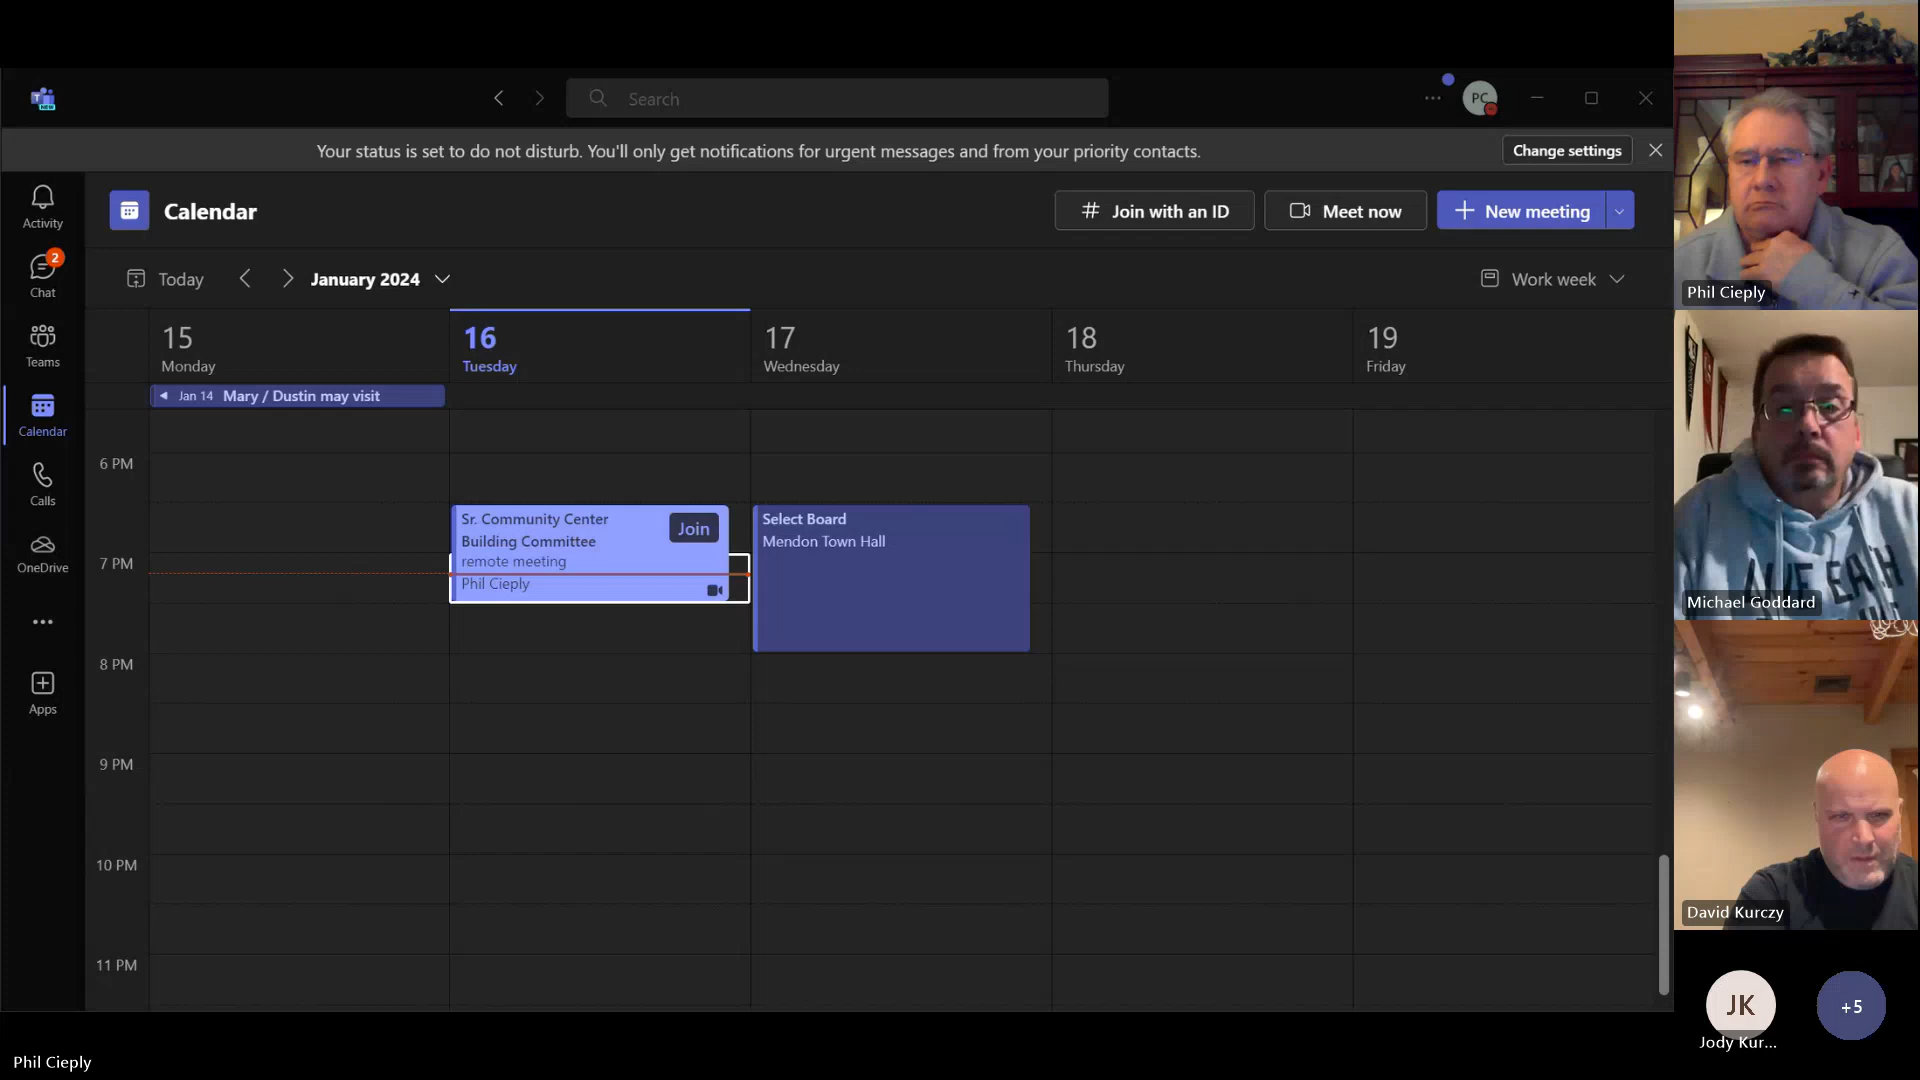 Search
PC
Your status is set to do not disturb. You'll only get notifications for urgent messages and from your priority contacts.
Change settings
Activity
2
Chat
Teams
Calendar
Calls
OneDrive
Apps
Calendar
# Join with an ID
Meet now
New meeting
Today
January 2024
Work week
15
Monday
16
Tuesday
17
Wednesday
18
Thursday
19
Friday
Jan 14 Mary / Dustin may visit
6 PM
7 PM
8 PM
9 PM
10 PM
11 PM
Sr. Community Center
Building Committee
remote meeting
Phil Cieply
Join
Select Board
Mendon Town Hall
Phil Cieply
Michael Goddard
David Kurczy
JK
Jody Kur...
+5
Phil Cieply